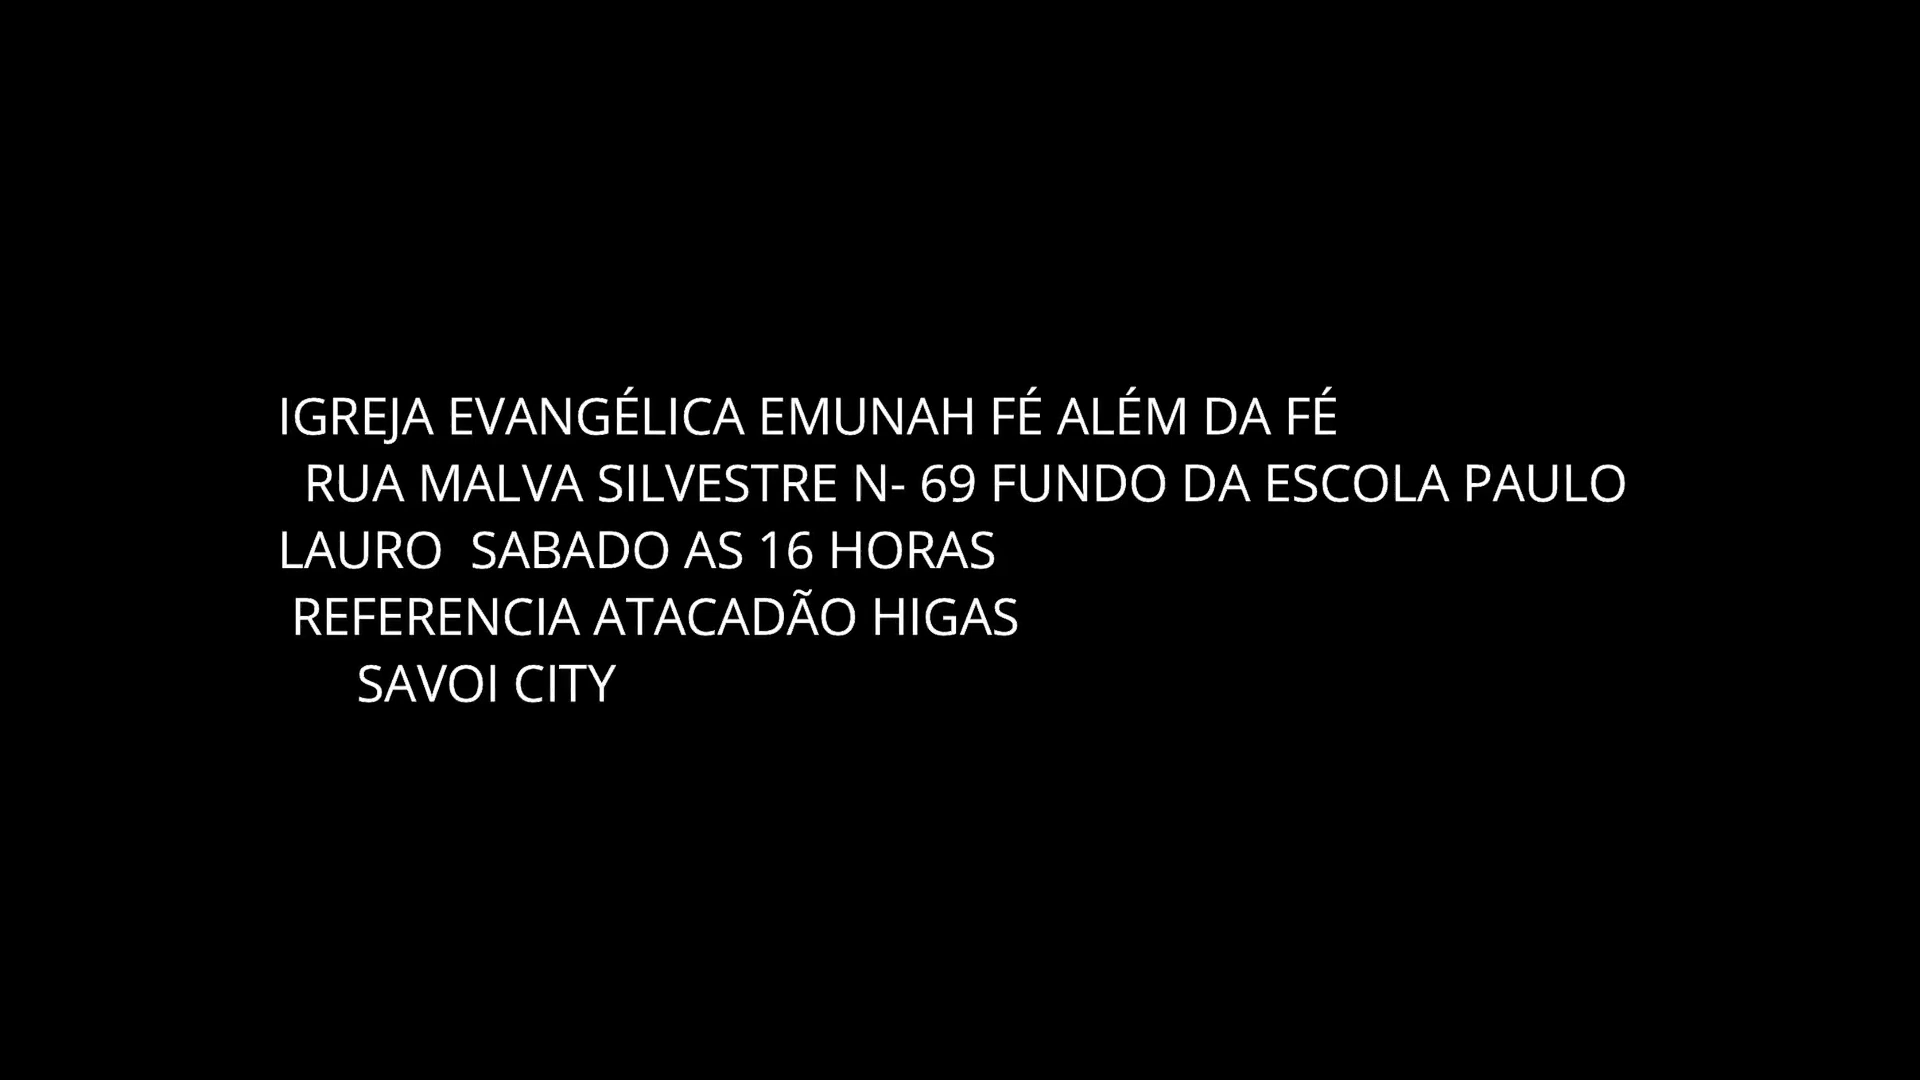 IGREJA EVANGÉLICA EMUNAH FÉ ALÉM DA FÉ
RUA MALVA SILVESTRE N- 69 FUNDO DA ESCOLA PAULO
LAURO  SABADO AS 16 HORAS
REFERENCIA ATACADÃO HIGAS
SAVOI CITY